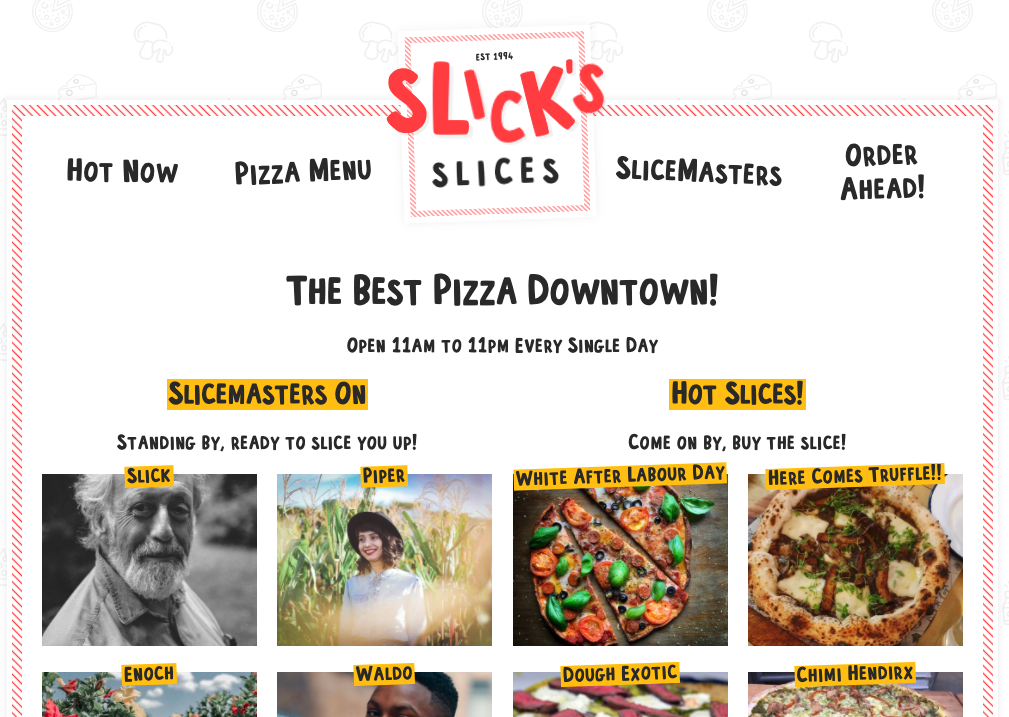 EST 1994
SLICK'S
SLICES
Hot Now
Pizza Menu
SliceMasters
Order
Ahead!
The Best Pizza Downtown!
Open 11am to 11pm Every Single Day
Slicemasters On
Standing by, ready to slice you up!
Slick
Piper
Enoch
Waldo
Hot Slices!
Come on by, buy the slice!
White After Labour Day
Here Comes Truffle!!
Dough Exotic
Chimi Hendirx